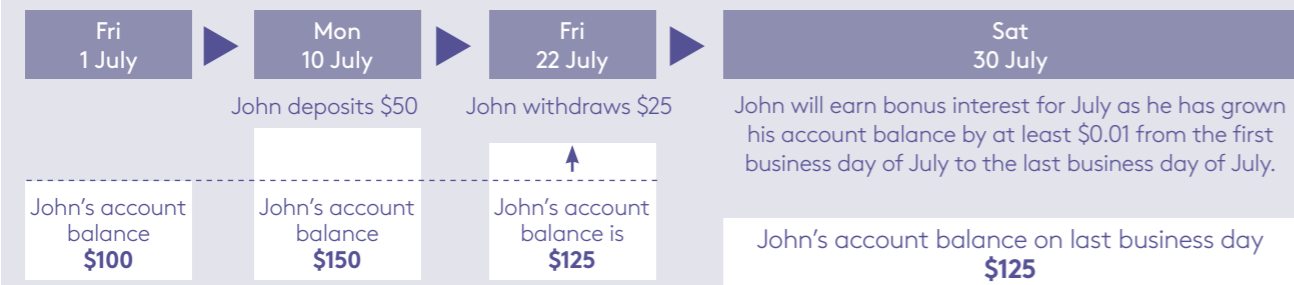 Fri
1 July
Mon
10 July
Fri
22 July
Sat
30 July
John deposits $50
John withdraws $25
John will earn bonus interest for July as he has grown
his account balance by at least $0.01 from the first
business day of July to the last business day of July.
John's account
balance
$100
John's account
balance
$150
John's account
balance is
$125
John's account balance on last business day
$125